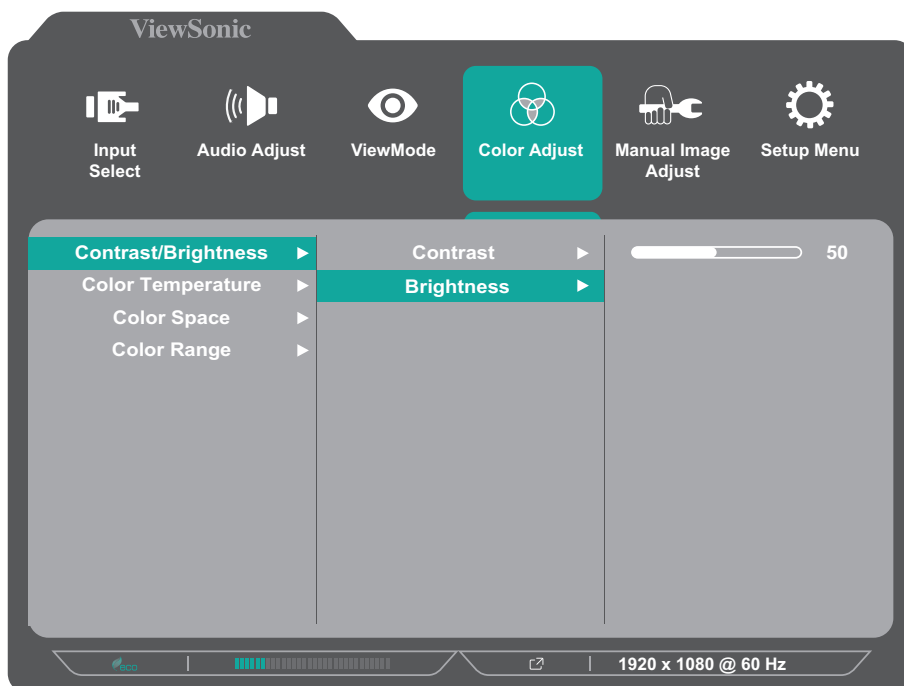 ViewSonic
Input
Select
Audio Adjust
ViewMode
Color Adjust
Manual Image
Adjust
Setup Menu
Contrast/Brightness
Color Temperature
Color Space
Color Range
Contrast
Brightness
50
eco
1920 x 1080 @ 60 Hz